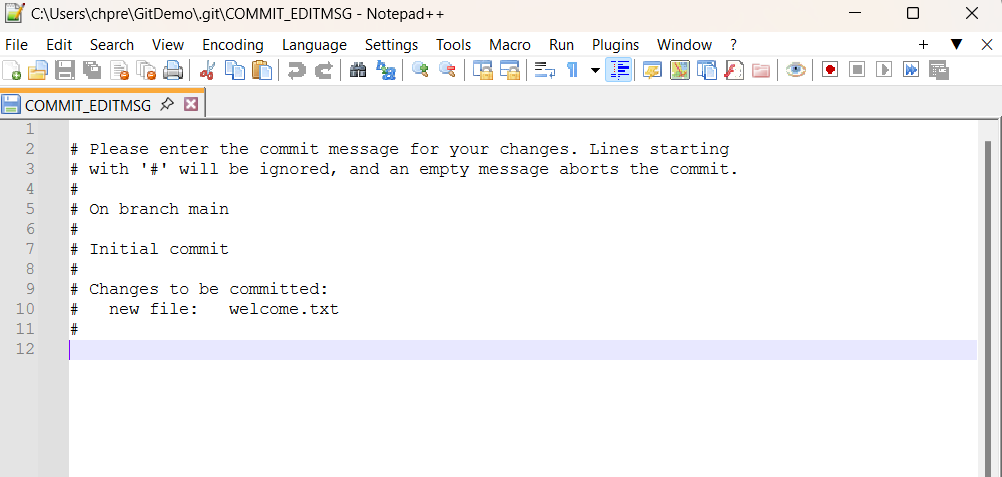 C:\Users\chpre\GitDemo\.git\COMMIT_EDITMSG - Notepad++
File Edit Search View Encoding Language Settings Tools Macro Run Plugins Window ?
COMMIT_EDITMSG
1
2 # Please enter the commit message for your changes. Lines starting
3 # with '#' will be ignored, and an empty message aborts the commit.
4 #
5 # On branch main
6 #
7 # Initial commit
8 #
9 # Changes to be committed:
10 #   new file:   welcome.txt
11 #
12